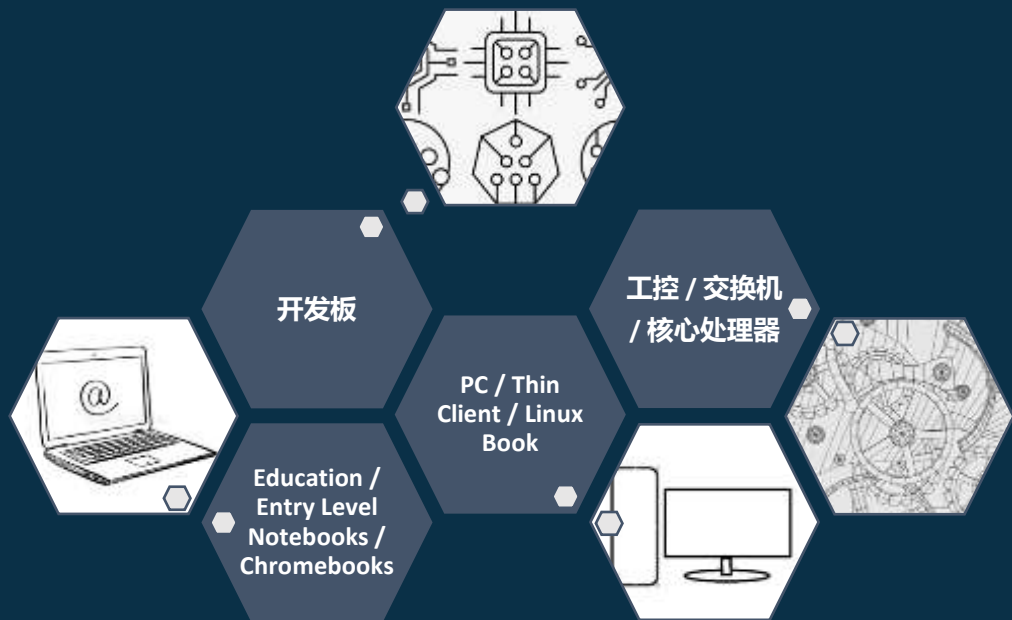 开发板
工控 / 交换机
/ 核心处理器
PC / Thin
Client / Linux
Book
@
Education /
Entry Level
Notebooks /
Chromebooks